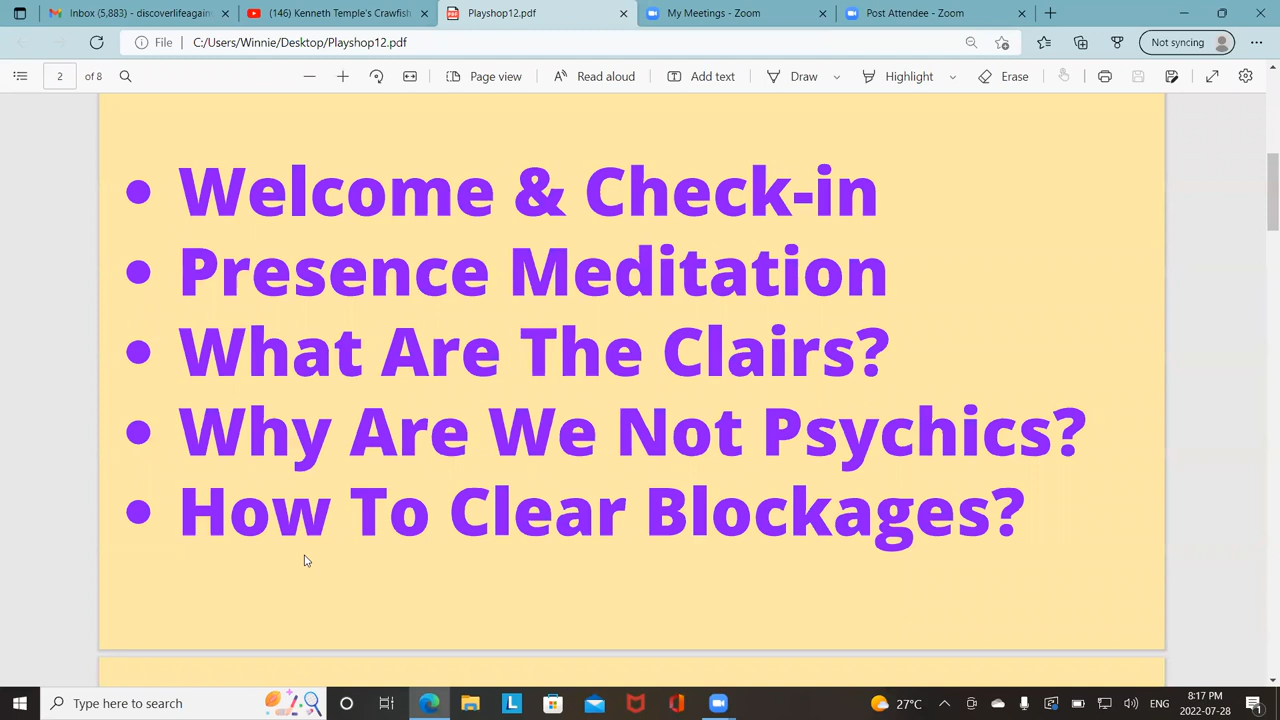 Inbox (5,883) - discoverlifeagain
(146) Kenneth Temple's Crawfish
Playshop12.pdf
My Meetings - Zoom
Post Attendee - Zoom
File
C:/Users/Winnie/Desktop/Playshop12.pdf
Not syncing
2 of 8
Page view
Read aloud
Add text
Draw
Highlight
Erase
• Welcome & Check-in
• Presence Meditation
• What Are The Clairs?
• Why Are We Not Psychics?
• How To Clear Blockages?
Type here to search
27°C
ENG
8:17 PM
2022-07-28